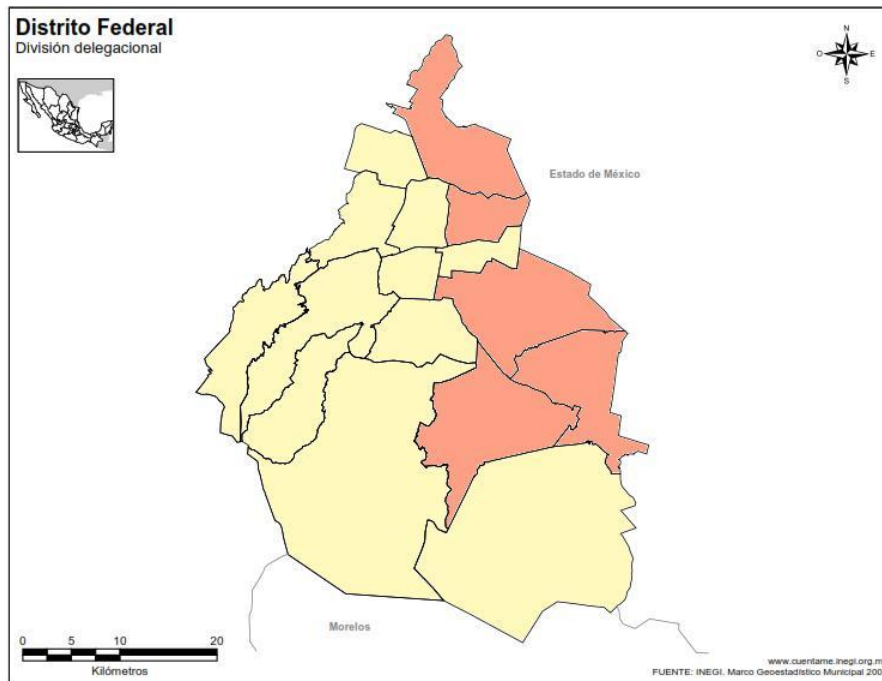 Distrito Federal
División delegacional
N
O E
S
Estado de México
Morelos
0 5 10 20
Kilómetros
www.cuentame.inegi.org.m
FUENTE: INEGI. Marco Geoestadístico Municipal 200